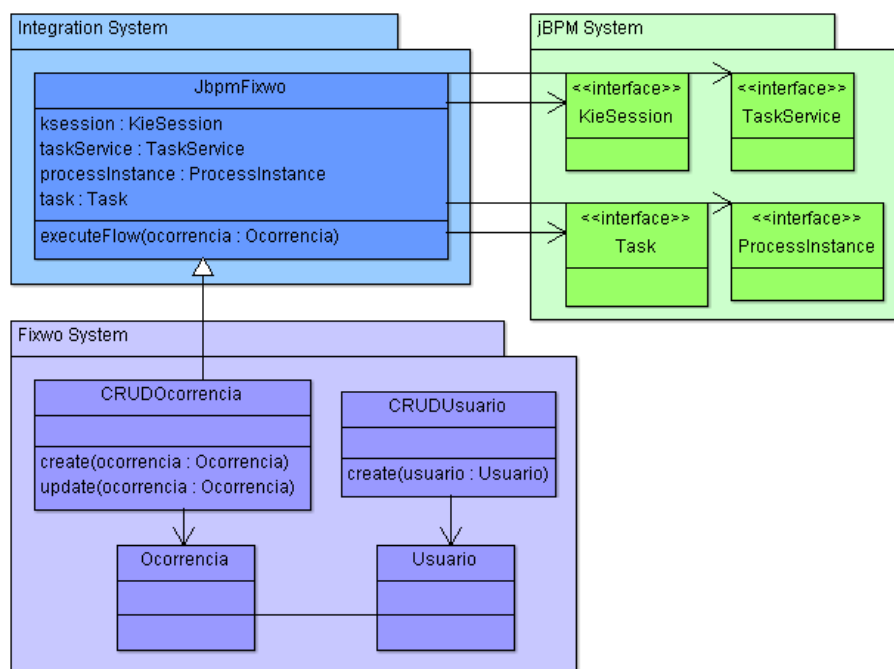 Integration System
JbpmFixwo
ksession : KieSession
taskService : TaskService
processInstance : ProcessInstance
task : Task
executeFlow(ocorrencia : Ocorrencia)
jBPM System
<<interface>>
KieSession
<<interface>>
TaskService
<<interface>>
Task
<<interface>>
ProcessInstance
Fixwo System
CRUDOcorrencia
create(ocorrencia : Ocorrencia)
update(ocorrencia : Ocorrencia)
CRUDUsuario
create(usuario : Usuario)
Ocorrencia
Usuario